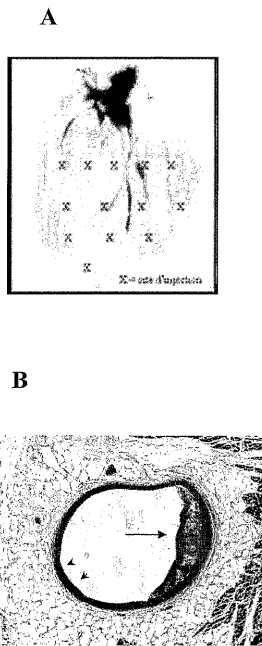 A
X X X X X
X X X X
X X X
X
X = site d'injection
B